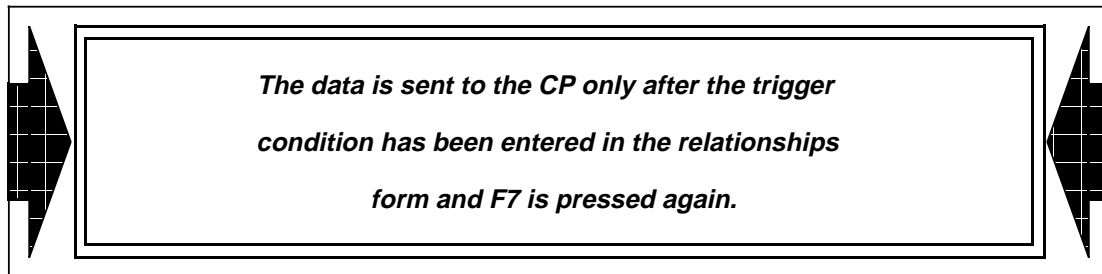 The data is sent to the CP only after the trigger
condition has been entered in the relationships
form and F7 is pressed again.